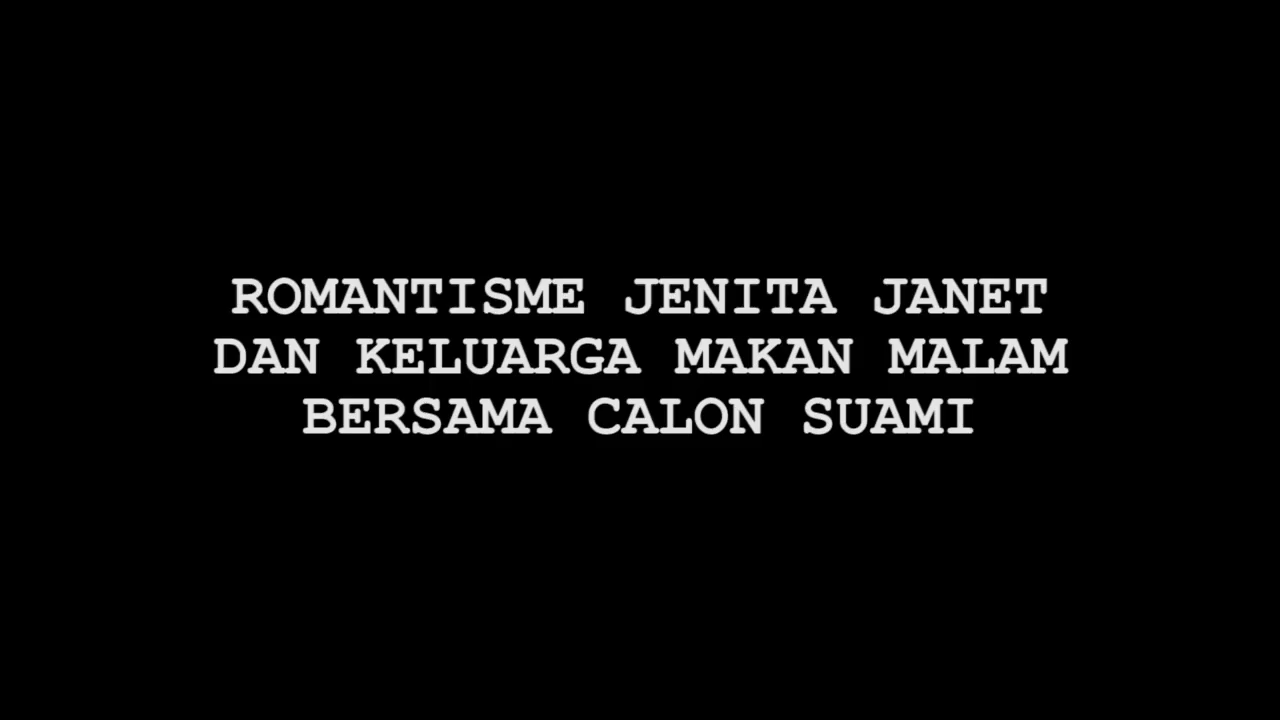 ROMANTISME JENITA JANET
DAN KELUARGA MAKAN MALAM
BERSAMA CALON SUAMI